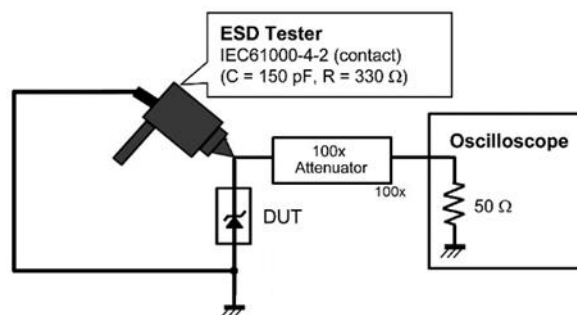 ESD Tester
IEC61000-4-2 (contact)
(C = 150 pF, R = 330 Ω)
100x
Attenuator
100x
Oscilloscope
50 Ω
DUT